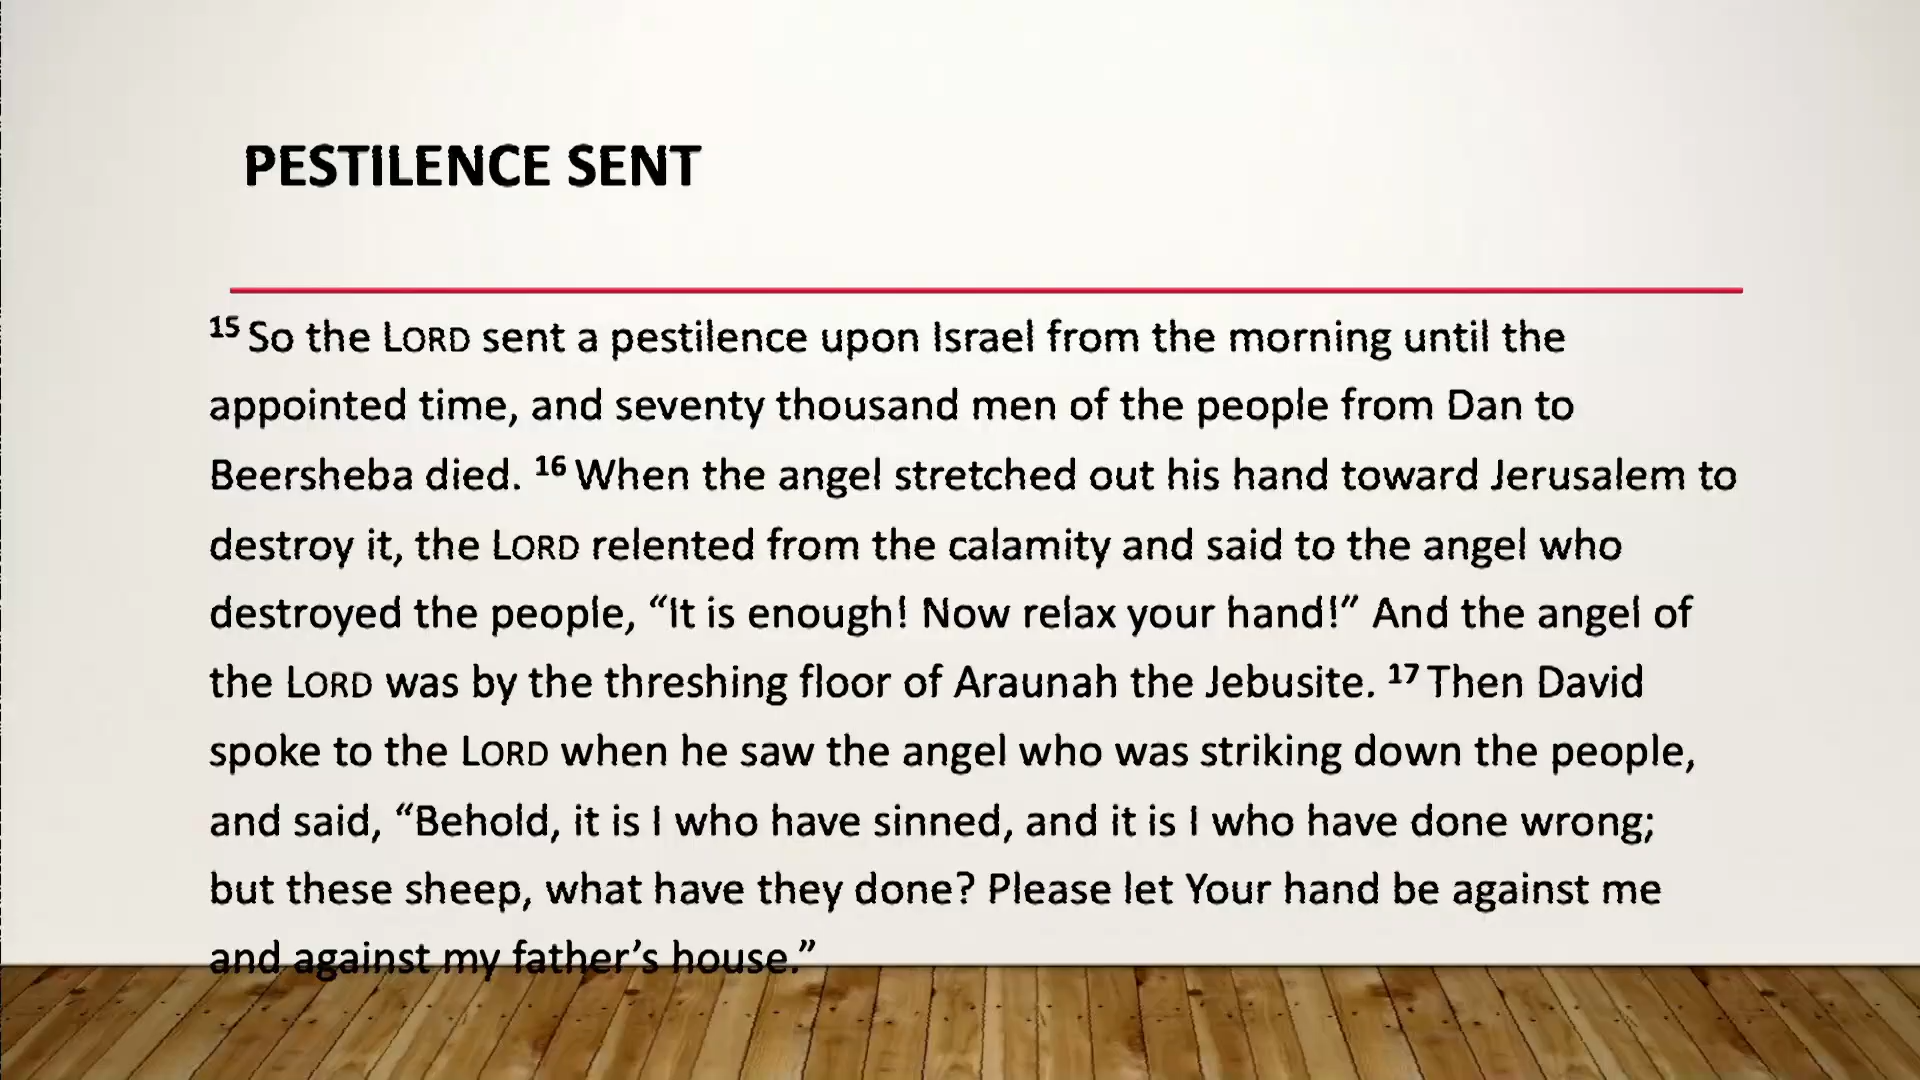 PESTILENCE SENT
15 So the LORD sent a pestilence upon Israel from the morning until the
appointed time, and seventy thousand men of the people from Dan to
Beersheba died. 16 When the angel stretched out his hand toward Jerusalem to
destroy it, the LORD relented from the calamity and said to the angel who
destroyed the people, “It is enough! Now relax your hand!” And the angel of
the LORD was by the threshing floor of Araunah the Jebusite. 17 Then David
spoke to the LORD when he saw the angel who was striking down the people,
and said, “Behold, it is I who have sinned, and it is I who have done wrong;
but these sheep, what have they done? Please let Your hand be against me
and against my father’s house.”